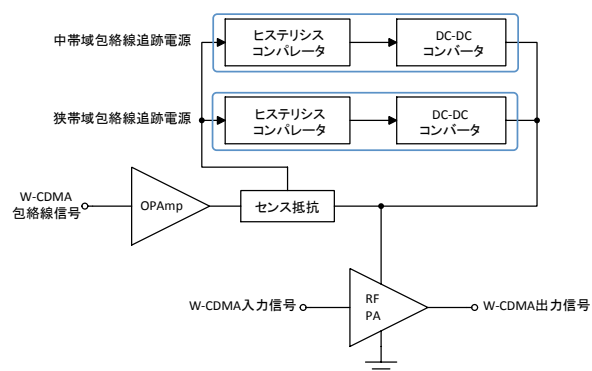 中帯域包絡線追跡電源
ヒステリシス
コンパレータ
DC-DC
コンバータ
狭帯域包絡線追跡電源
ヒステリシス
コンパレータ
DC-DC
コンバータ
W-CDMA
包絡線信号
OPAmp
センス抵抗
W-CDMA入力信号
RF
PA
W-CDMA出力信号